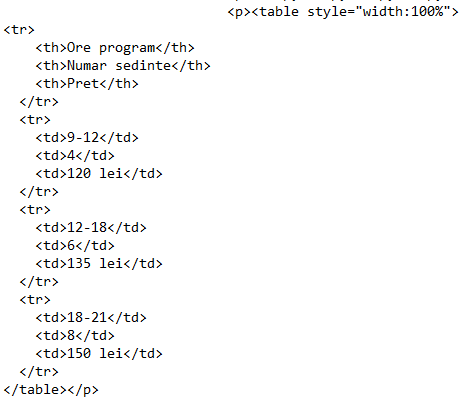 <p><table style="width:100%">
<tr>
<th>Ore program</th>
<th>Numar sedinte</th>
<th>Pret</th>
</tr>
<tr>
<td>9-12</td>
<td>4</td>
<td>120 lei</td>
</tr>
<tr>
<td>12-18</td>
<td>6</td>
<td>135 lei</td>
</tr>
<tr>
<td>18-21</td>
<td>8</td>
<td>150 lei</td>
</tr>
</table></p>